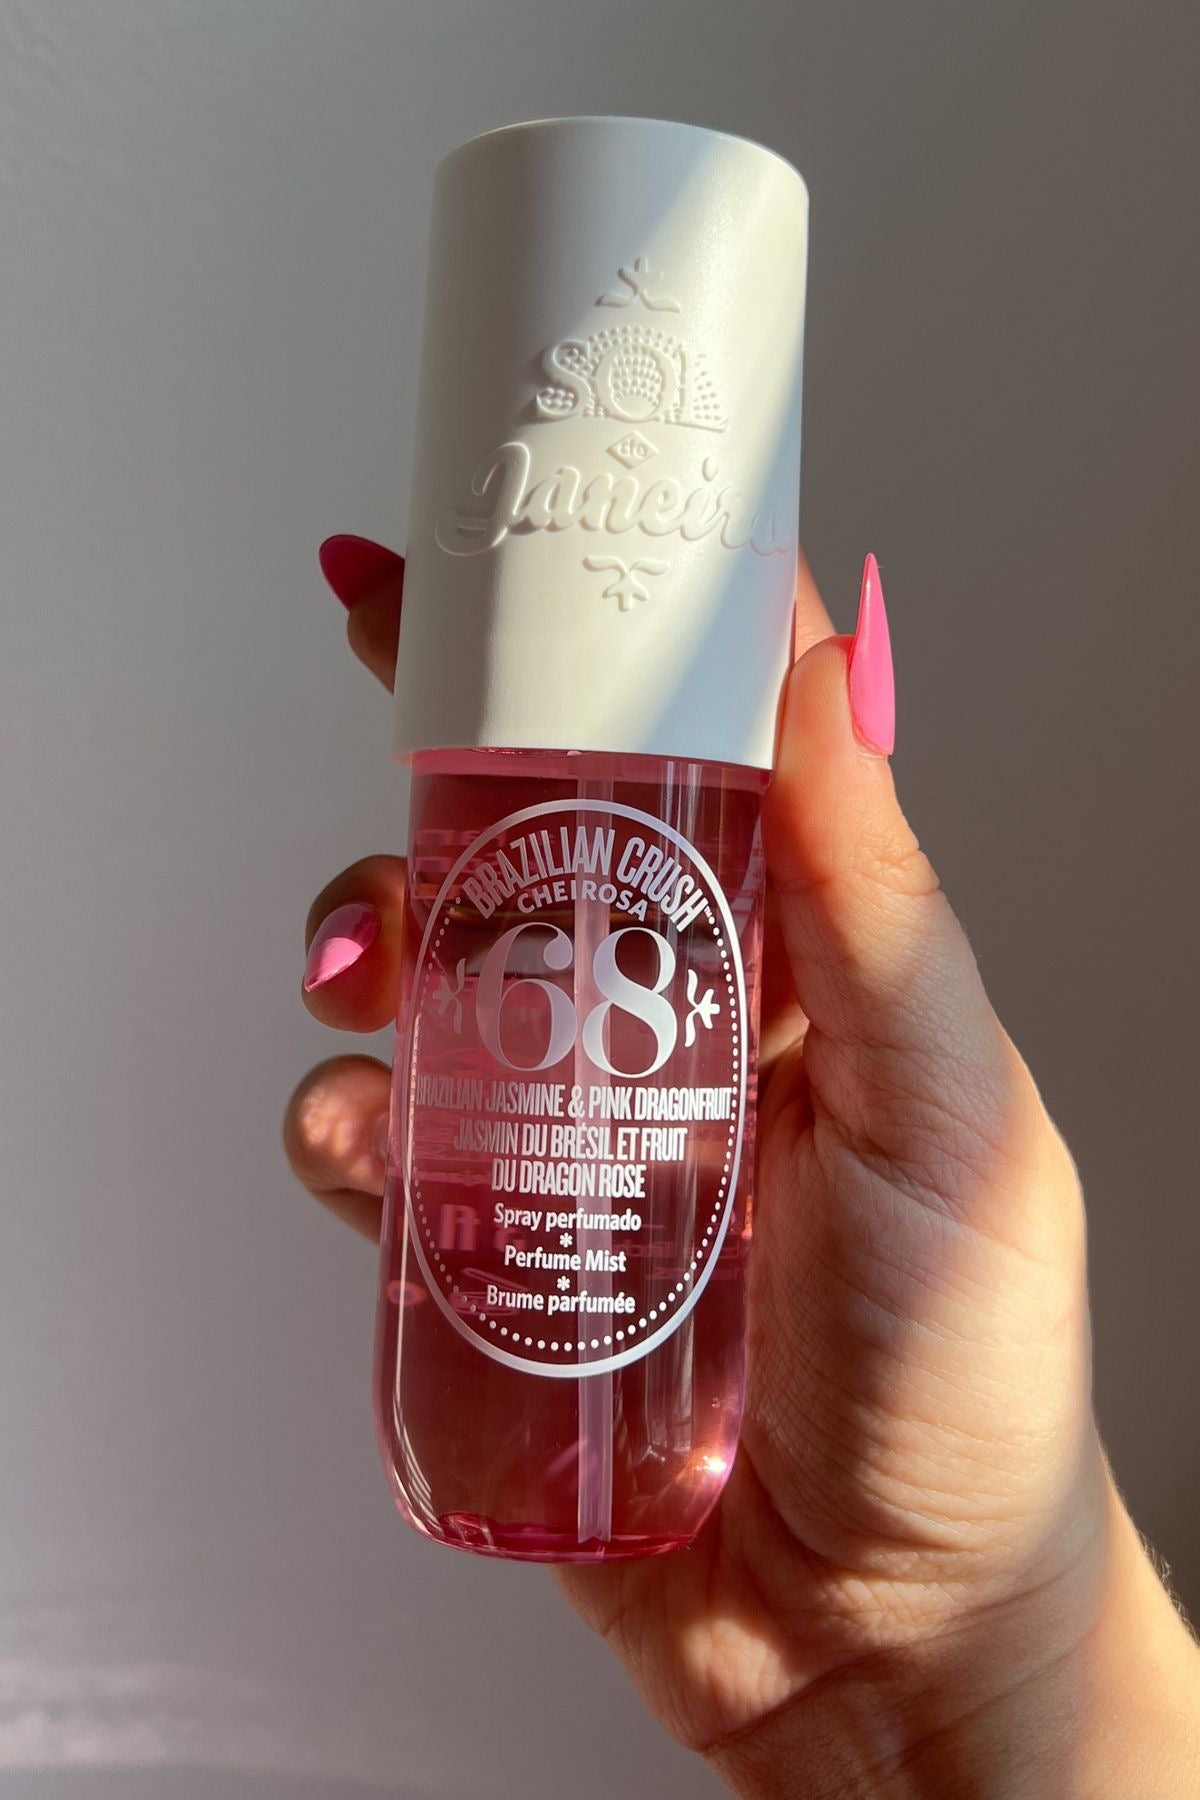 SOL
de
Janeiro
BRAZILIAN CRUSH™
CHEIROSA
68
BRAZILIAN JASMINE & PINK DRAGONFRUIT
JASMIN DU BRÉSIL ET FRUIT
DU DRAGON ROSE
Spray perfumado
*
Perfume Mist
*
Brume parfumée